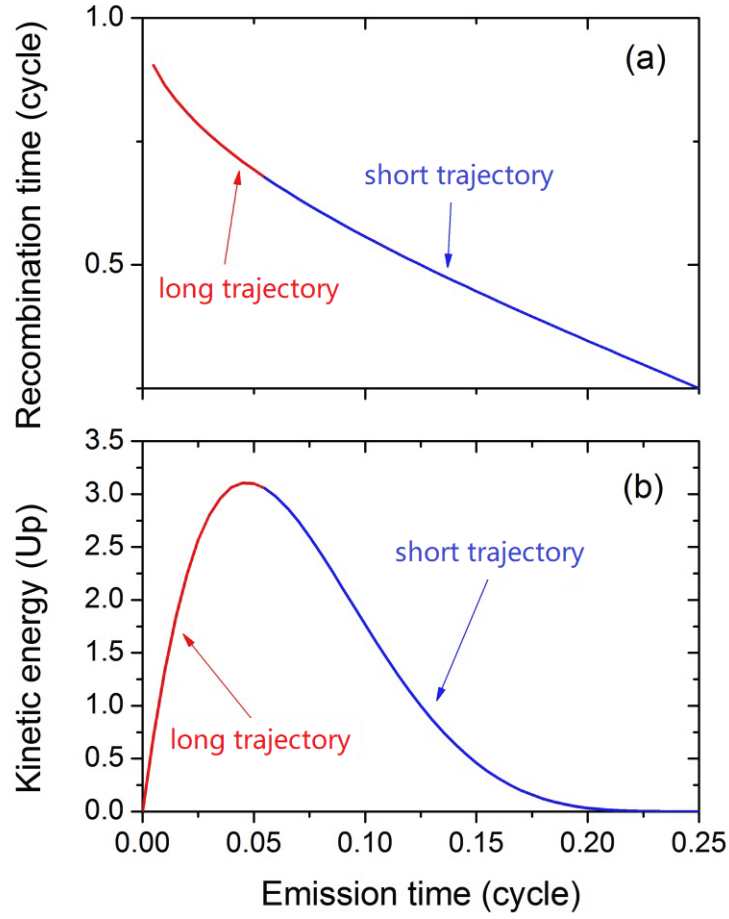 1.0
(a)
Recombination time (cycle)
short trajectory
0.5
long trajectory
3.5
(b)
3.0
Kinetic energy (Up)
2.5
short trajectory
2.0
1.5
1.0
long trajectory
0.5
0.0
0.00 0.05 0.10 0.15 0.20 0.25
Emission time (cycle)